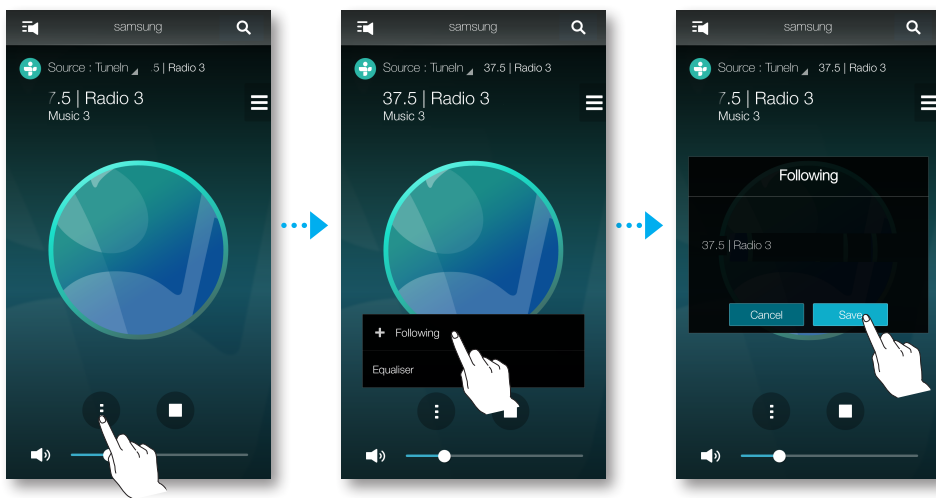 samsung
Source : TuneIn .5 | Radio 3
7.5 | Radio 3
Music 3
samsung
Source : TuneIn 37.5 | Radio 3
37.5 | Radio 3
Music 3
+ Following
Equaliser
samsung
Source : TuneIn 37.5 | Radio 3
7.5 | Radio 3
Music 3
Following
37.5 | Radio 3
Cancel Save